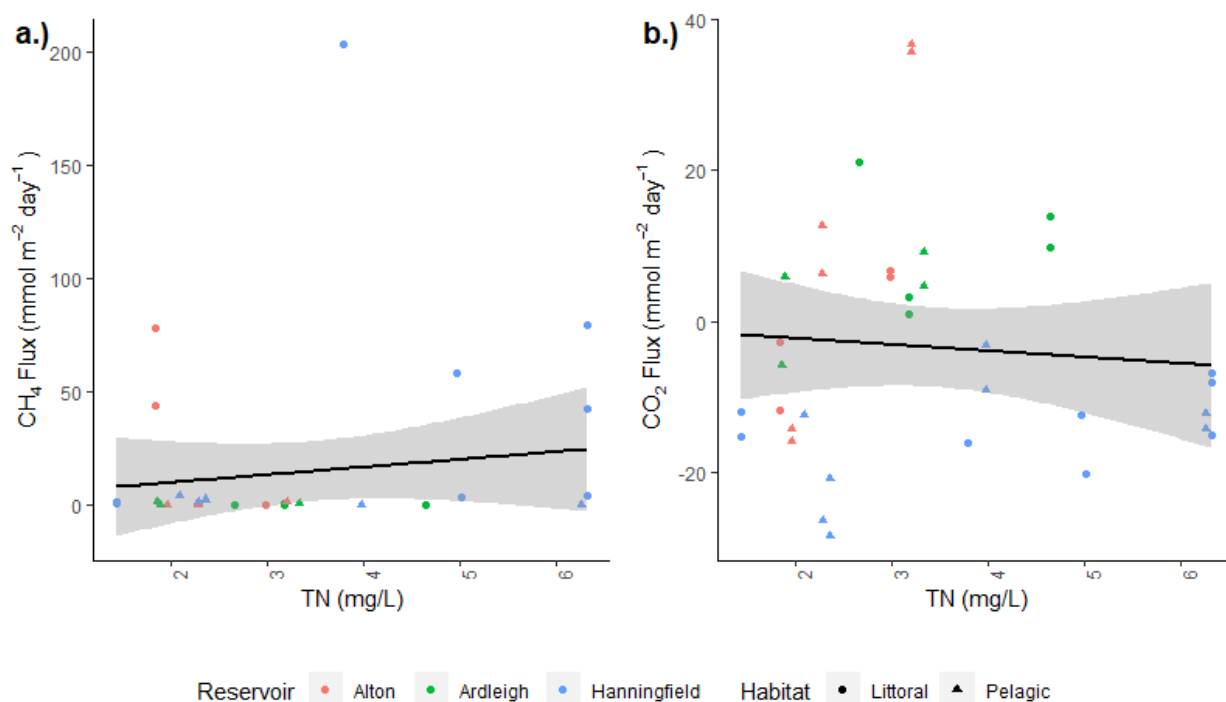 a.)
CH₄ Flux (mmol m⁻² day⁻¹ )
200
150
100
50
0
2 3 4 5 6
TN (mg/L)
b.)
CO₂ Flux (mmol m⁻² day⁻¹ )
40
20
0
-20
2 3 4 5 6
TN (mg/L)
Reservoir Alton Ardleigh Hanningfield Habitat Littoral Pelagic